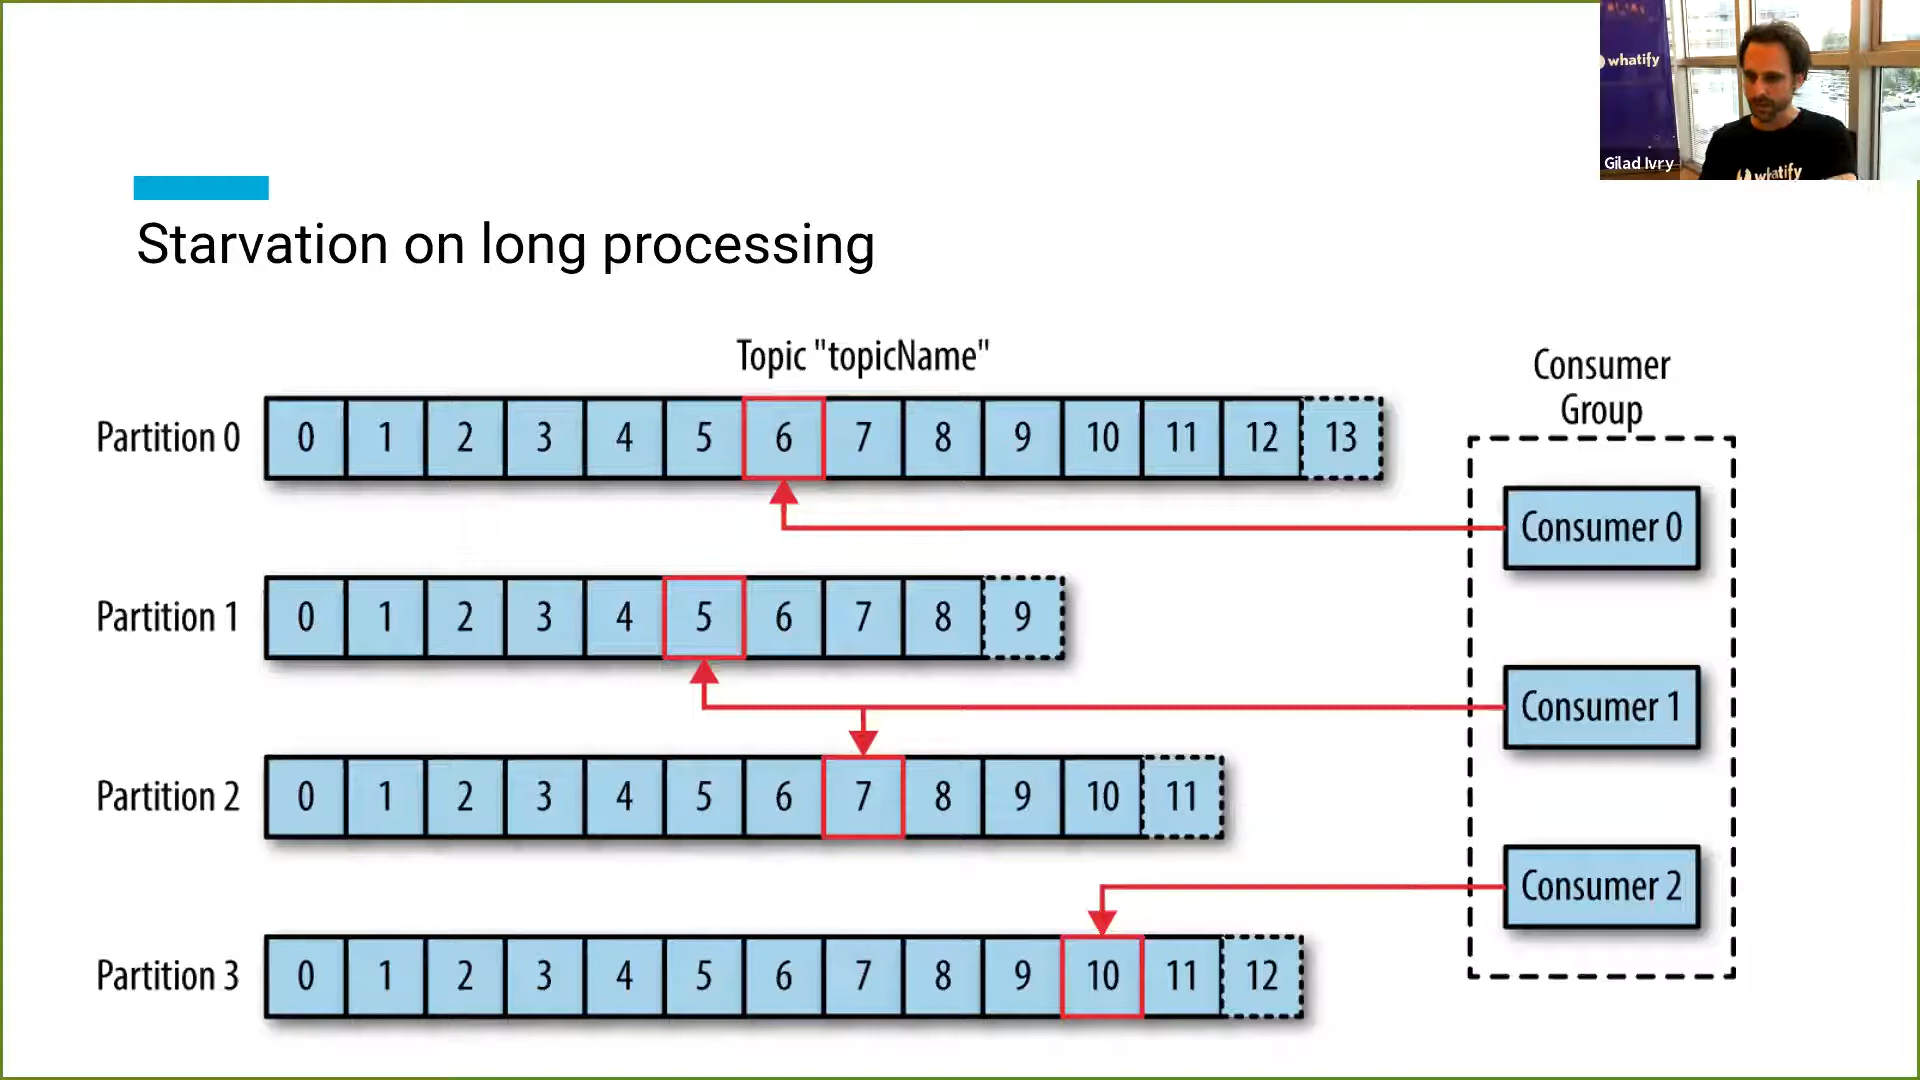 whatify
Gilad Ivry
whatify
Starvation on long processing
Topic "topicName"
Consumer
Group
Partition 0
0 1 2 3 4 5 6 7 8 9 10 11 12 13
Consumer 0
Partition 1
0 1 2 3 4 5 6 7 8 9
Consumer 1
Partition 2
0 1 2 3 4 5 6 7 8 9 10 11
Consumer 2
Partition 3
0 1 2 3 4 5 6 7 8 9 10 11 12